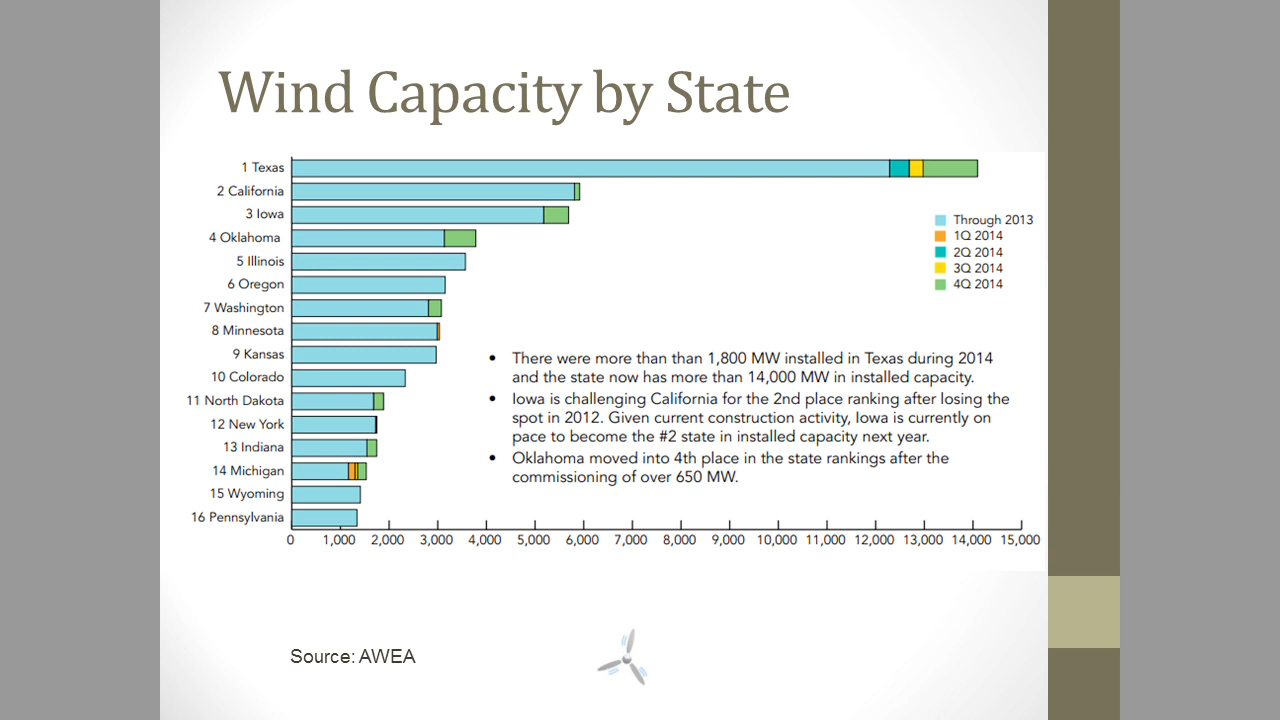 Wind Capacity by State
1 Texas
2 California
3 Iowa
4 Oklahoma
5 Illinois
6 Oregon
7 Washington
8 Minnesota
9 Kansas
10 Colorado
11 North Dakota
12 New York
13 Indiana
14 Michigan
15 Wyoming
16 Pennsylvania
0 1,000 2,000 3,000 4,000 5,000 6,000 7,000 8,000 9,000 10,000 11,000 12,000 13,000 14,000 15,000
Through 2013
1Q 2014
2Q 2014
3Q 2014
4Q 2014
• There were more than than 1,800 MW installed in Texas during 2014
and the state now has more than 14,000 MW in installed capacity.
• Iowa is challenging California for the 2nd place ranking after losing the
spot in 2012. Given current construction activity, Iowa is currently on
pace to become the #2 state in installed capacity next year.
• Oklahoma moved into 4th place in the state rankings after the
commissioning of over 650 MW.
Source: AWEA